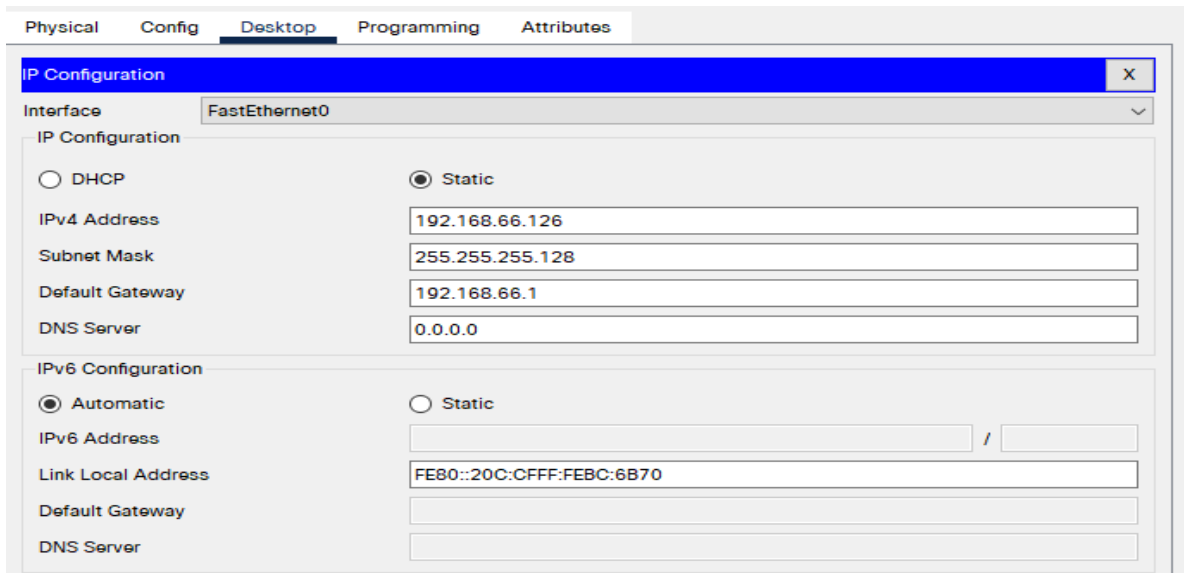 Physical Config Desktop Programming Attributes
IP Configuration X
Interface FastEthernet0
IP Configuration
DHCP Static
IPv4 Address 192.168.66.126
Subnet Mask 255.255.255.128
Default Gateway 192.168.66.1
DNS Server 0.0.0.0
IPv6 Configuration
Automatic Static
IPv6 Address /
Link Local Address FE80::20C:CFFF:FEBC:6B70
Default Gateway
DNS Server